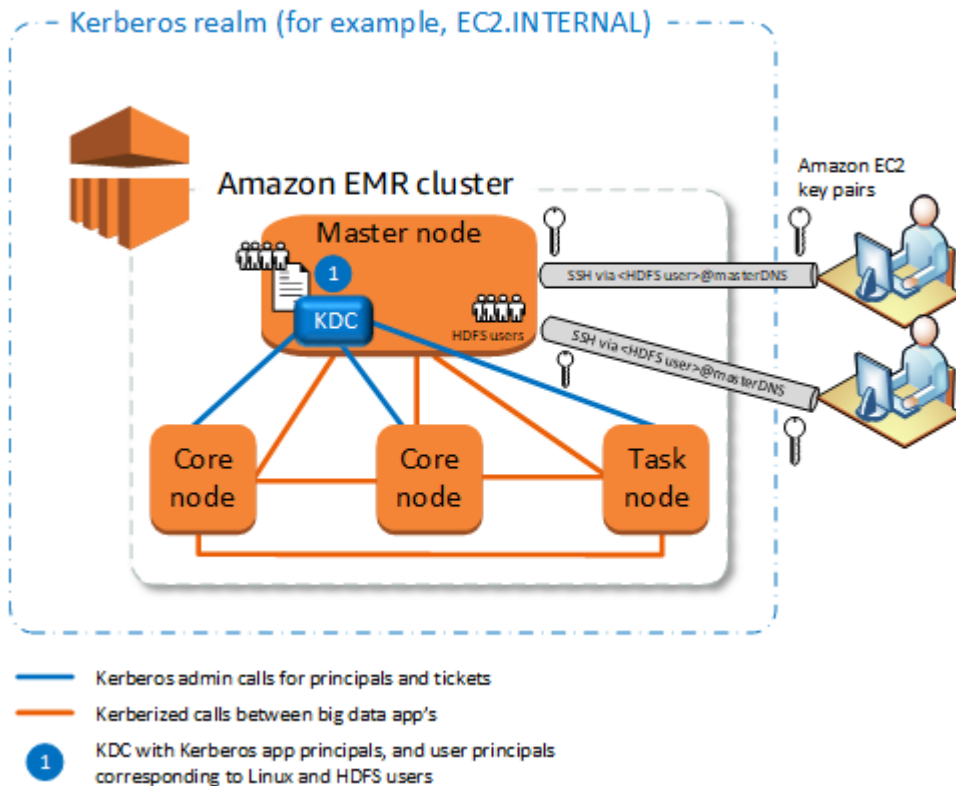 Kerberos realm (for example, EC2.INTERNAL)
Amazon EC2
key pairs
Amazon EMR cluster
Master node
1
SSH via <HDFS user>@masterDNS
KDC
HDFS users
SSH via <HDFS user>@masterDNS
Core
node
Core
node
Task
node
Kerberos admin calls for principals and tickets
Kerberized calls between big data app's
1
KDC with Kerberos app principals, and user principals
corresponding to Linux and HDFS users